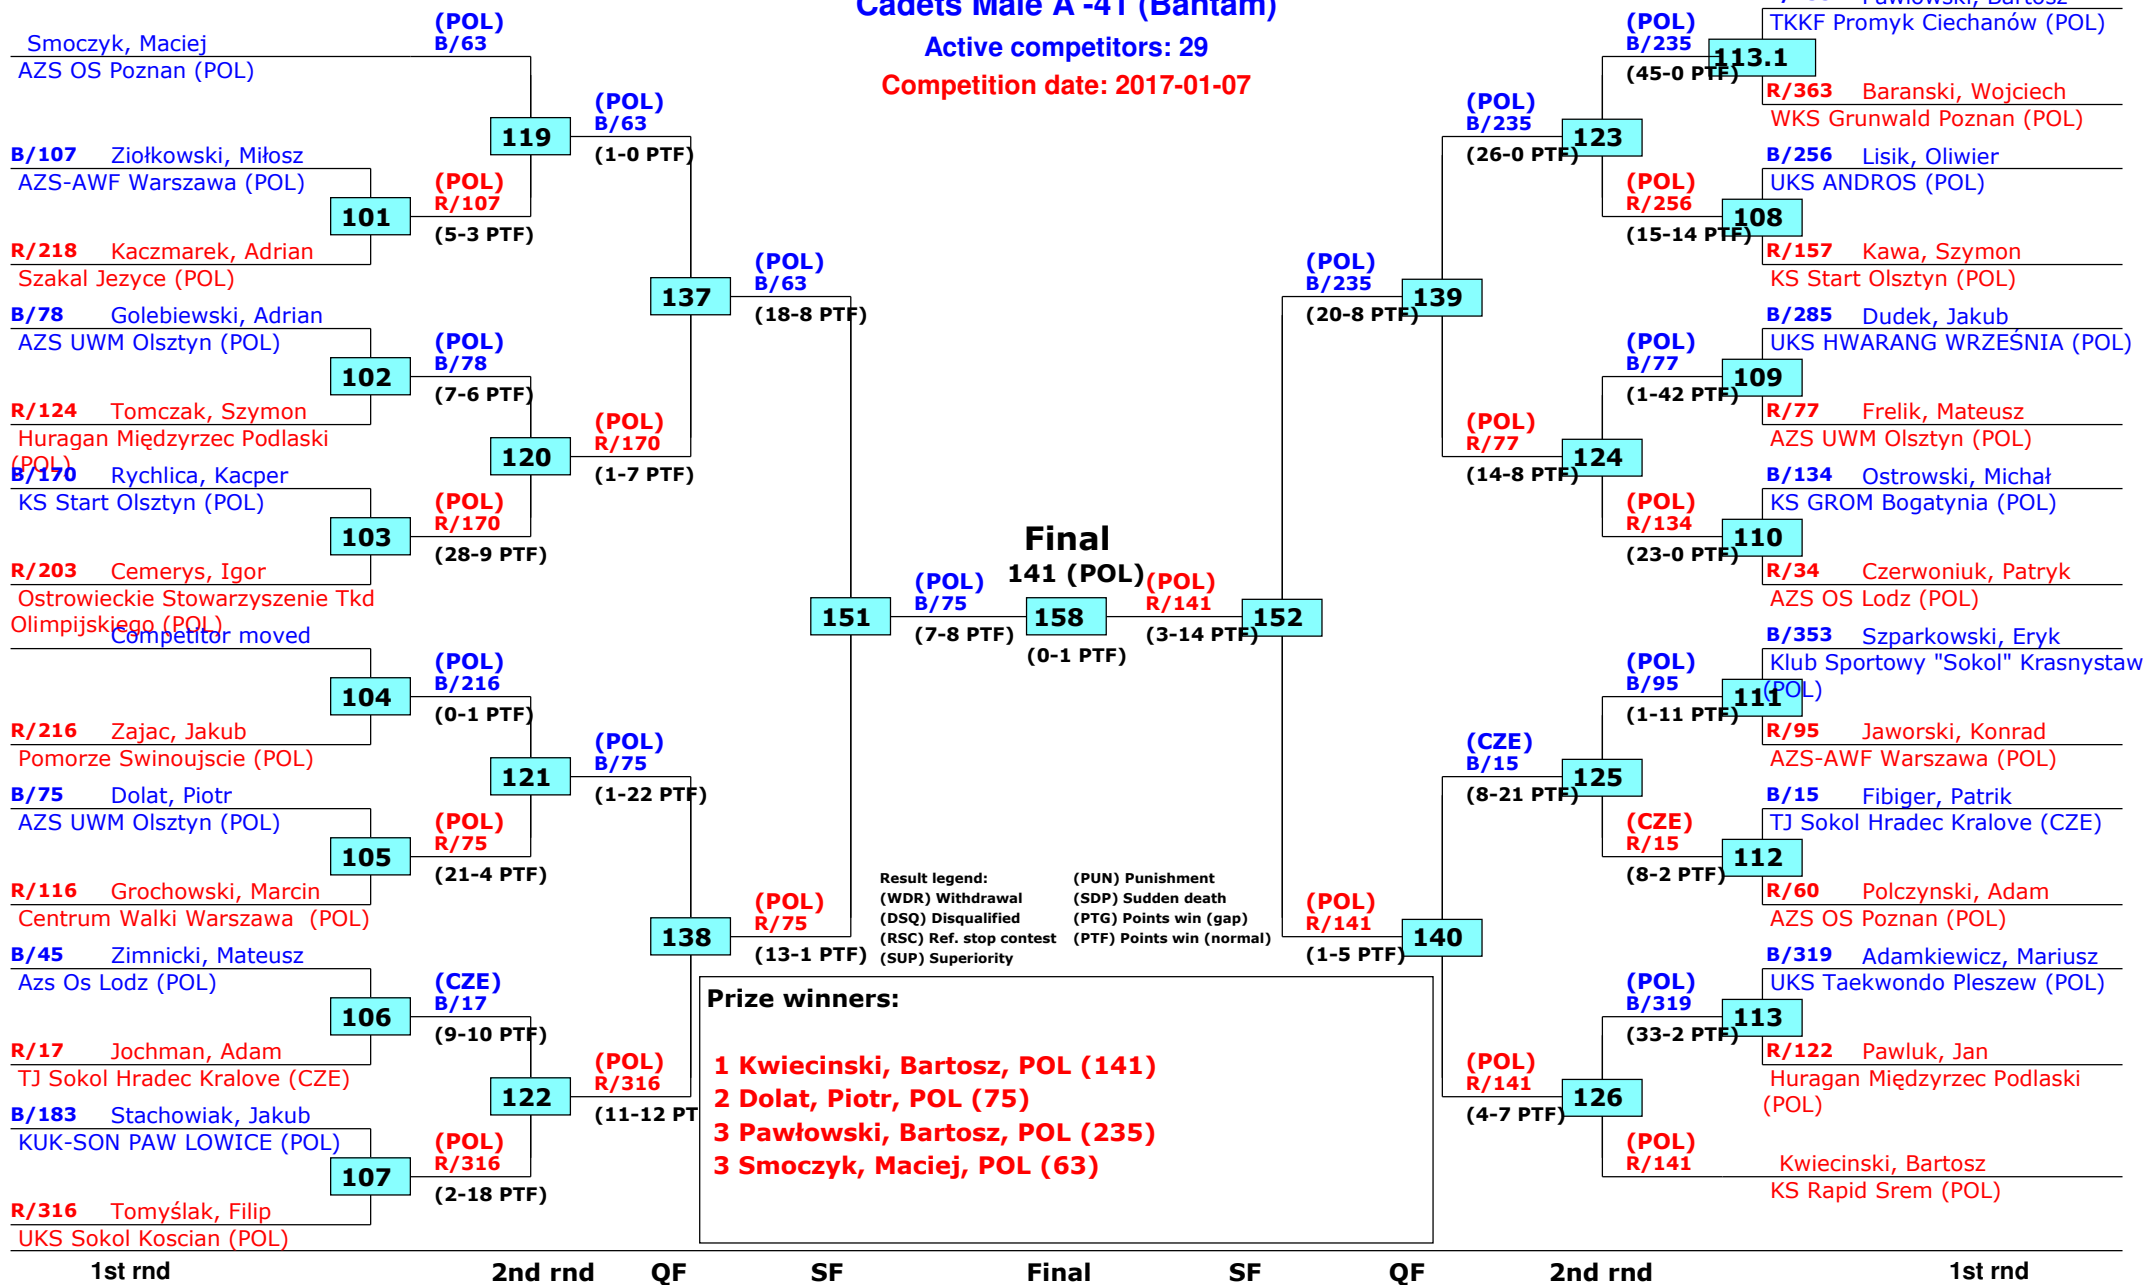 Cadets Male A -41 (Bantam)
Active competitors: 29
Competition date: 2017-01-07
Smoczyk, Maciej
AZS OS Poznan (POL)
B/107 Ziołkowski, Miłosz
AZS-AWF Warszawa (POL)
R/218 Kaczmarek, Adrian
Szakal Jezyce (POL)
B/78 Golebiewski, Adrian
AZS UWM Olsztyn (POL)
R/124 Tomczak, Szymon
Huragan Międzyrzec Podlaski
(POL)
B/170 Rychlica, Kacper
KS Start Olsztyn (POL)
R/203 Cemerys, Igor
Ostrowieckie Stowarzyszenie Tkd
Olimpijskiego (POL)
Competitor moved
R/216 Zajac, Jakub
Pomorze Swinoujscie (POL)
B/75 Dolat, Piotr
AZS UWM Olsztyn (POL)
R/116 Grochowski, Marcin
Centrum Walki Warszawa (POL)
B/45 Zimnicki, Mateusz
Azs Os Lodz (POL)
R/17 Jochman, Adam
TJ Sokol Hradec Kralove (CZE)
B/183 Stachowiak, Jakub
KUK-SON PAW LOWICE (POL)
R/316 Tomyślak, Filip
UKS Sokol Koscian (POL)
101
102
103
104
105
106
107
(POL)
B/63
(POL)
R/107
(5-3 PTF)
(POL)
B/78
(7-6 PTF)
(POL)
R/170
(28-9 PTF)
(POL)
B/216
(0-1 PTF)
(POL)
R/75
(21-4 PTF)
(CZE)
B/17
(9-10 PTF)
(POL)
R/316
(2-18 PTF)
119
120
121
122
(POL)
B/63
(1-0 PTF)
(POL)
R/170
(1-7 PTF)
(POL)
B/75
(1-22 PTF)
(POL)
R/316
(11-12 PT
137
138
(POL)
B/63
(18-8 PTF)
(POL)
R/75
(13-1 PTF)
151
(POL)
B/75
(7-8 PTF)
Final
141 (POL)
158
(0-1 PTF)
(POL)
R/141
(3-14 PTF)
152
(POL)
B/235
(20-8 PTF)
(POL)
R/141
(1-5 PTF)
139
140
(POL)
B/235
(26-0 PTF)
(POL)
R/77
(14-8 PTF)
(CZE)
B/15
(8-21 PTF)
(POL)
R/141
(4-7 PTF)
123
124
125
126
(POL)
B/235
(45-0 PTF)
(POL)
R/256
(15-14 PTF)
(POL)
B/77
(1-42 PTF)
(POL)
R/134
(23-0 PTF)
(POL)
B/95
(1-11 PTF)
(CZE)
R/15
(8-2 PTF)
(POL)
B/319
(33-2 PTF)
(POL)
R/141
113.1
108
109
110
111
112
113
Pawłowski, Bartosz
TKKF Promyk Ciechanów (POL)
R/363 Baranski, Wojciech
WKS Grunwald Poznan (POL)
B/256 Lisik, Oliwier
UKS ANDROS (POL)
R/157 Kawa, Szymon
KS Start Olsztyn (POL)
B/285 Dudek, Jakub
UKS HWARANG WRZEŚNIA (POL)
R/77 Frelik, Mateusz
AZS UWM Olsztyn (POL)
B/134 Ostrowski, Michał
KS GROM Bogatynia (POL)
R/34 Czerwoniuk, Patryk
AZS OS Lodz (POL)
B/353 Szparkowski, Eryk
Klub Sportowy "Sokol" Krasnystaw
(POL)
R/95 Jaworski, Konrad
AZS-AWF Warszawa (POL)
B/15 Fibiger, Patrik
TJ Sokol Hradec Kralove (CZE)
R/60 Polczynski, Adam
AZS OS Poznan (POL)
B/319 Adamkiewicz, Mariusz
UKS Taekwondo Pleszew (POL)
R/122 Pawluk, Jan
Huragan Międzyrzec Podlaski
(POL)
Kwiecinski, Bartosz
KS Rapid Srem (POL)
Result legend: (PUN) Punishment
(WDR) Withdrawal (SDP) Sudden death
(DSQ) Disqualified (PTG) Points win (gap)
(RSC) Ref. stop contest (PTF) Points win (normal)
(SUP) Superiority
Prize winners:
1 Kwiecinski, Bartosz, POL (141)
2 Dolat, Piotr, POL (75)
3 Pawłowski, Bartosz, POL (235)
3 Smoczyk, Maciej, POL (63)
1st rnd 2nd rnd QF SF Final SF QF 2nd rnd 1st rnd